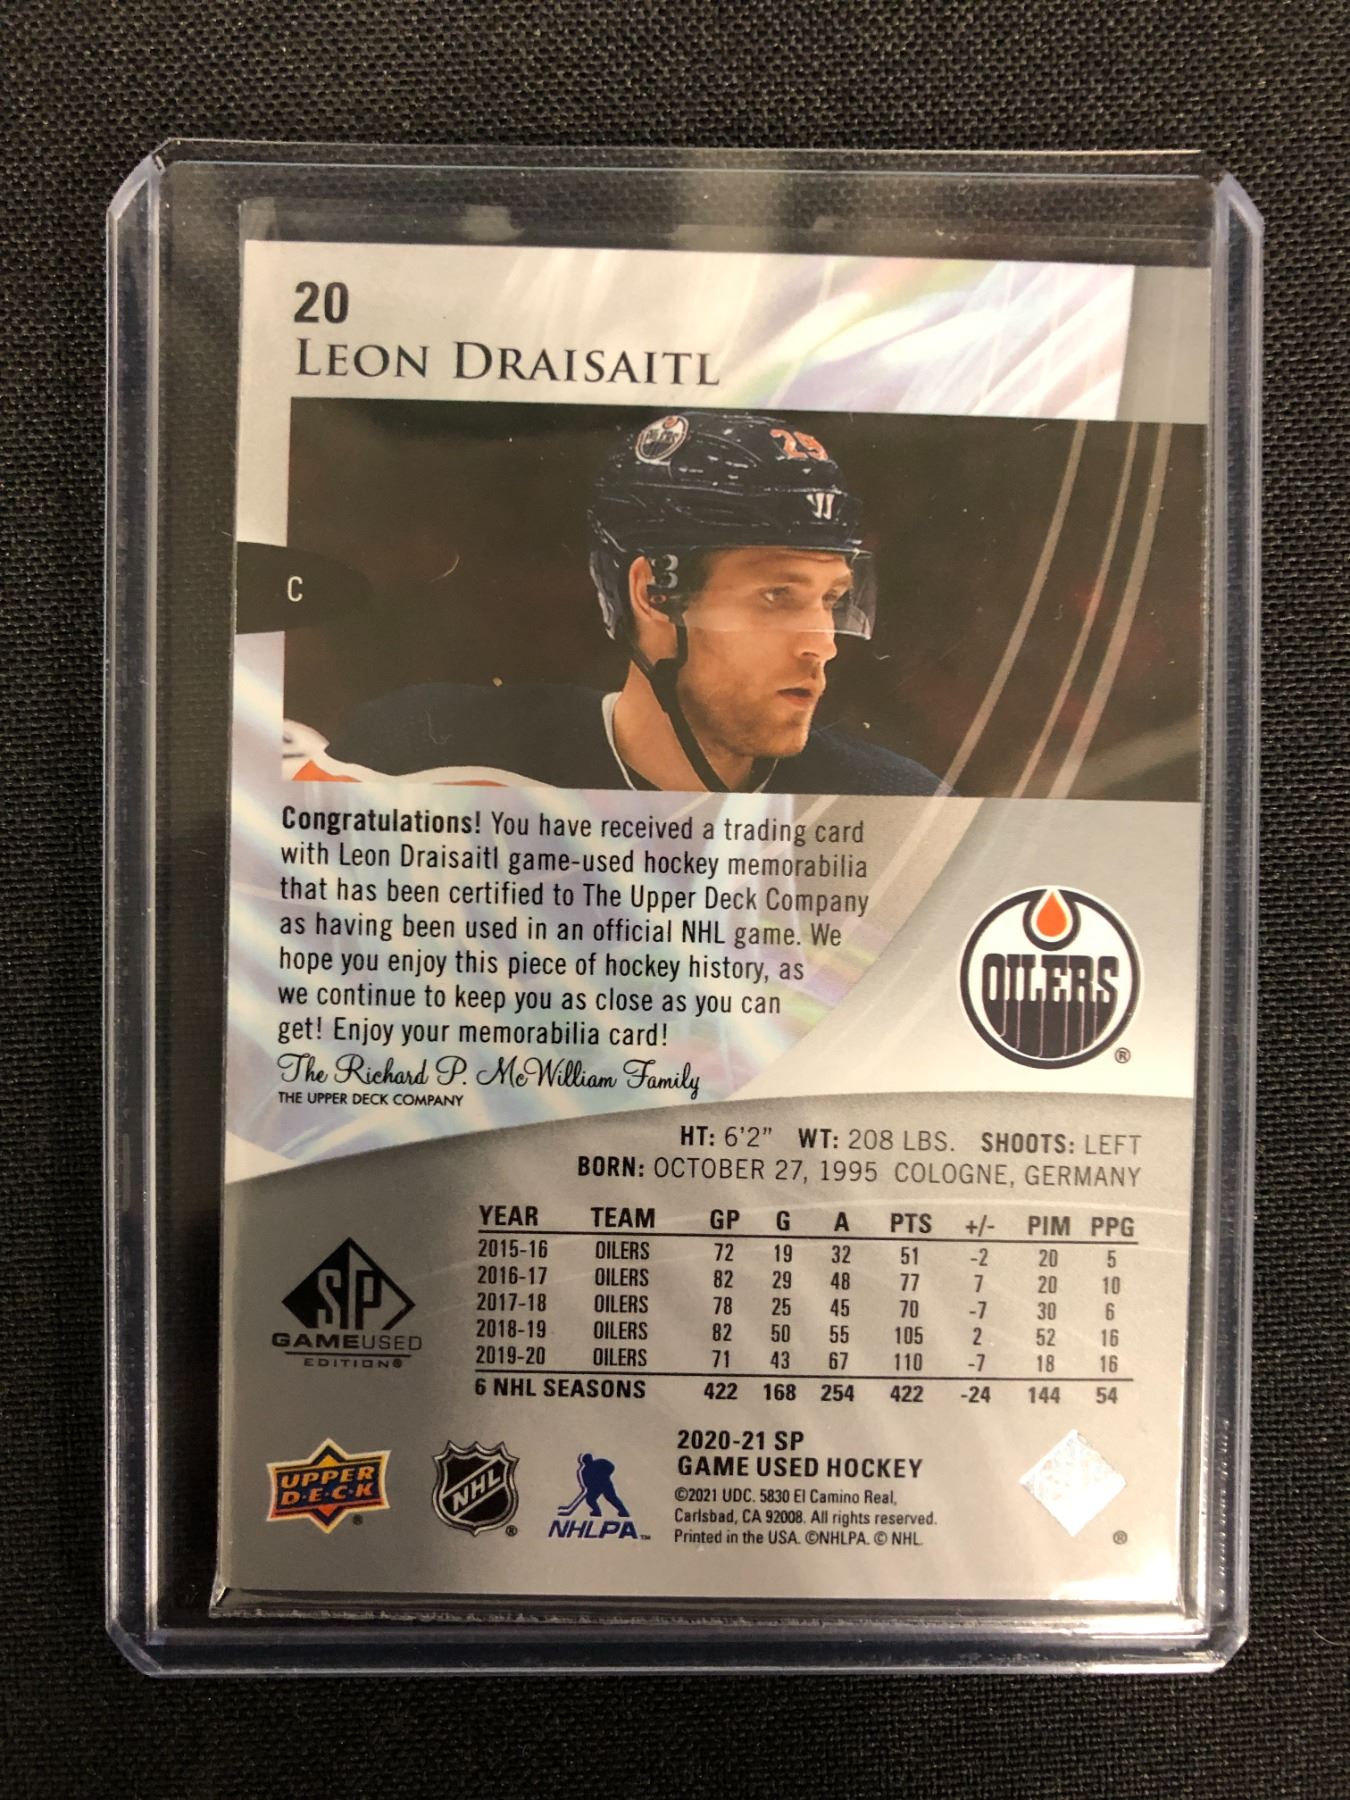 20
LEON DRAISAITL
OILERS
29
C
Congratulations! You have received a trading card
with Leon Draisaitl game-used hockey memorabilia
that has been certified to The Upper Deck Company
as having been used in an official NHL game. We
hope you enjoy this piece of hockey history, as
we continue to keep you as close as you can
get! Enjoy your memorabilia card!
The Richard P. McWilliam Family
THE UPPER DECK COMPANY
OILERS ®
HT: 6'2” WT: 208 LBS. SHOOTS: LEFT
BORN: OCTOBER 27, 1995 COLOGNE, GERMANY
YEAR TEAM GP G A PTS +/- PIM PPG
2015-16 OILERS 72 19 32 51 -2 20 5
2016-17 OILERS 82 29 48 77 7 20 10
2017-18 OILERS 78 25 45 70 -7 30 6
2018-19 OILERS 82 50 55 105 2 52 16
2019-20 OILERS 71 43 67 110 -7 18 16
6 NHL SEASONS 422 168 254 422 -24 144 54
SP
GAMEUSED
EDITION®
UPPER
D·E·C·K ®
NHL ®
NHLPA™
2020-21 SP
GAME USED HOCKEY
©2021 UDC. 5830 El Camino Real,
Carlsbad, CA 92008. All rights reserved.
Printed in the USA. ©NHLPA. © NHL.
®